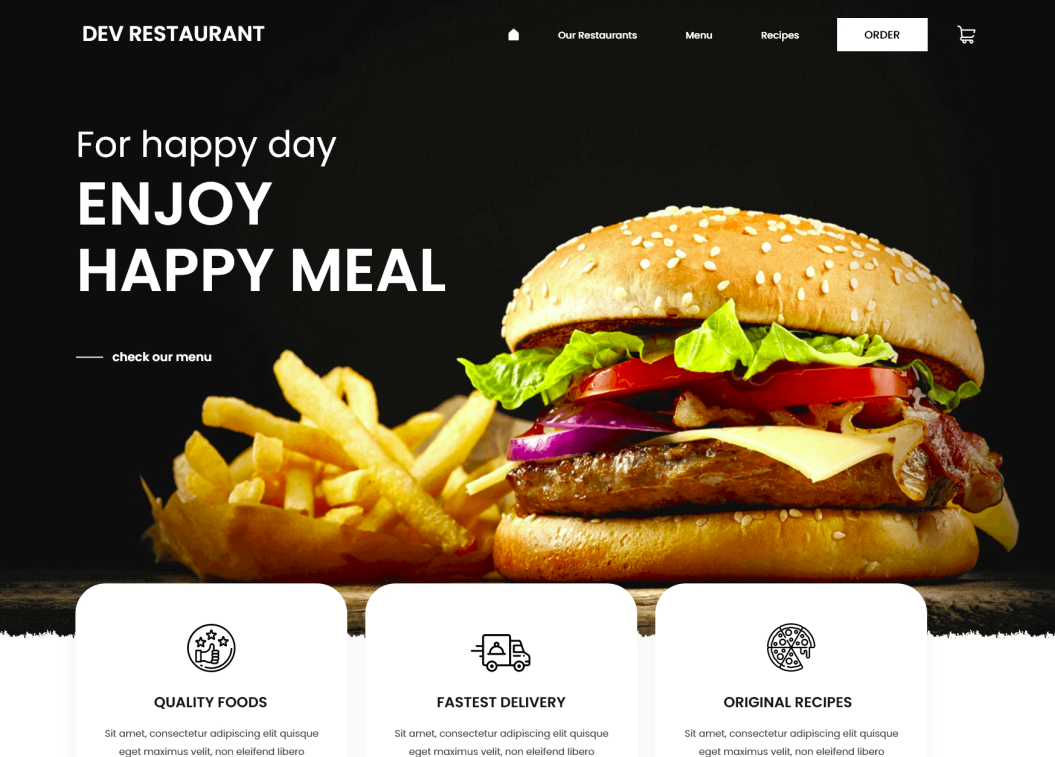 DEV RESTAURANT
Our Restaurants
Menu
Recipes
ORDER
For happy day
ENJOY
HAPPY MEAL
check our menu
QUALITY FOODS
Sit amet, consectetur adipiscing elit quisque
eget maximus velit, non eleifend libero
FASTEST DELIVERY
Sit amet, consectetur adipiscing elit quisque
eget maximus velit, non eleifend libero
ORIGINAL RECIPES
Sit amet, consectetur adipiscing elit quisque
eget maximus velit, non eleifend libero